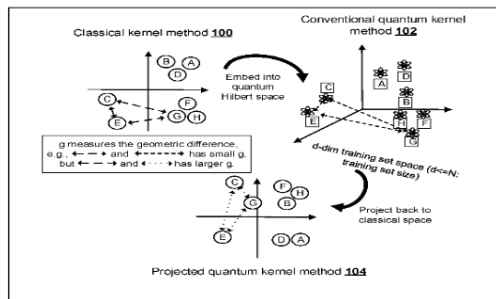 Classical kernel method 100
Conventional quantum kernel
method 102
B
A
D
C
E
F
G
H
Embed into
quantum
Hilbert space
A
D
B
C
E
H
F
G
g measures the geometric difference,
e.g., and has small g,
but and has larger g.
d-dim training set space (d<=N;
training set size)
Project back to
classical space
C
G
F
H
B
E
D
A
Projected quantum kernel method 104